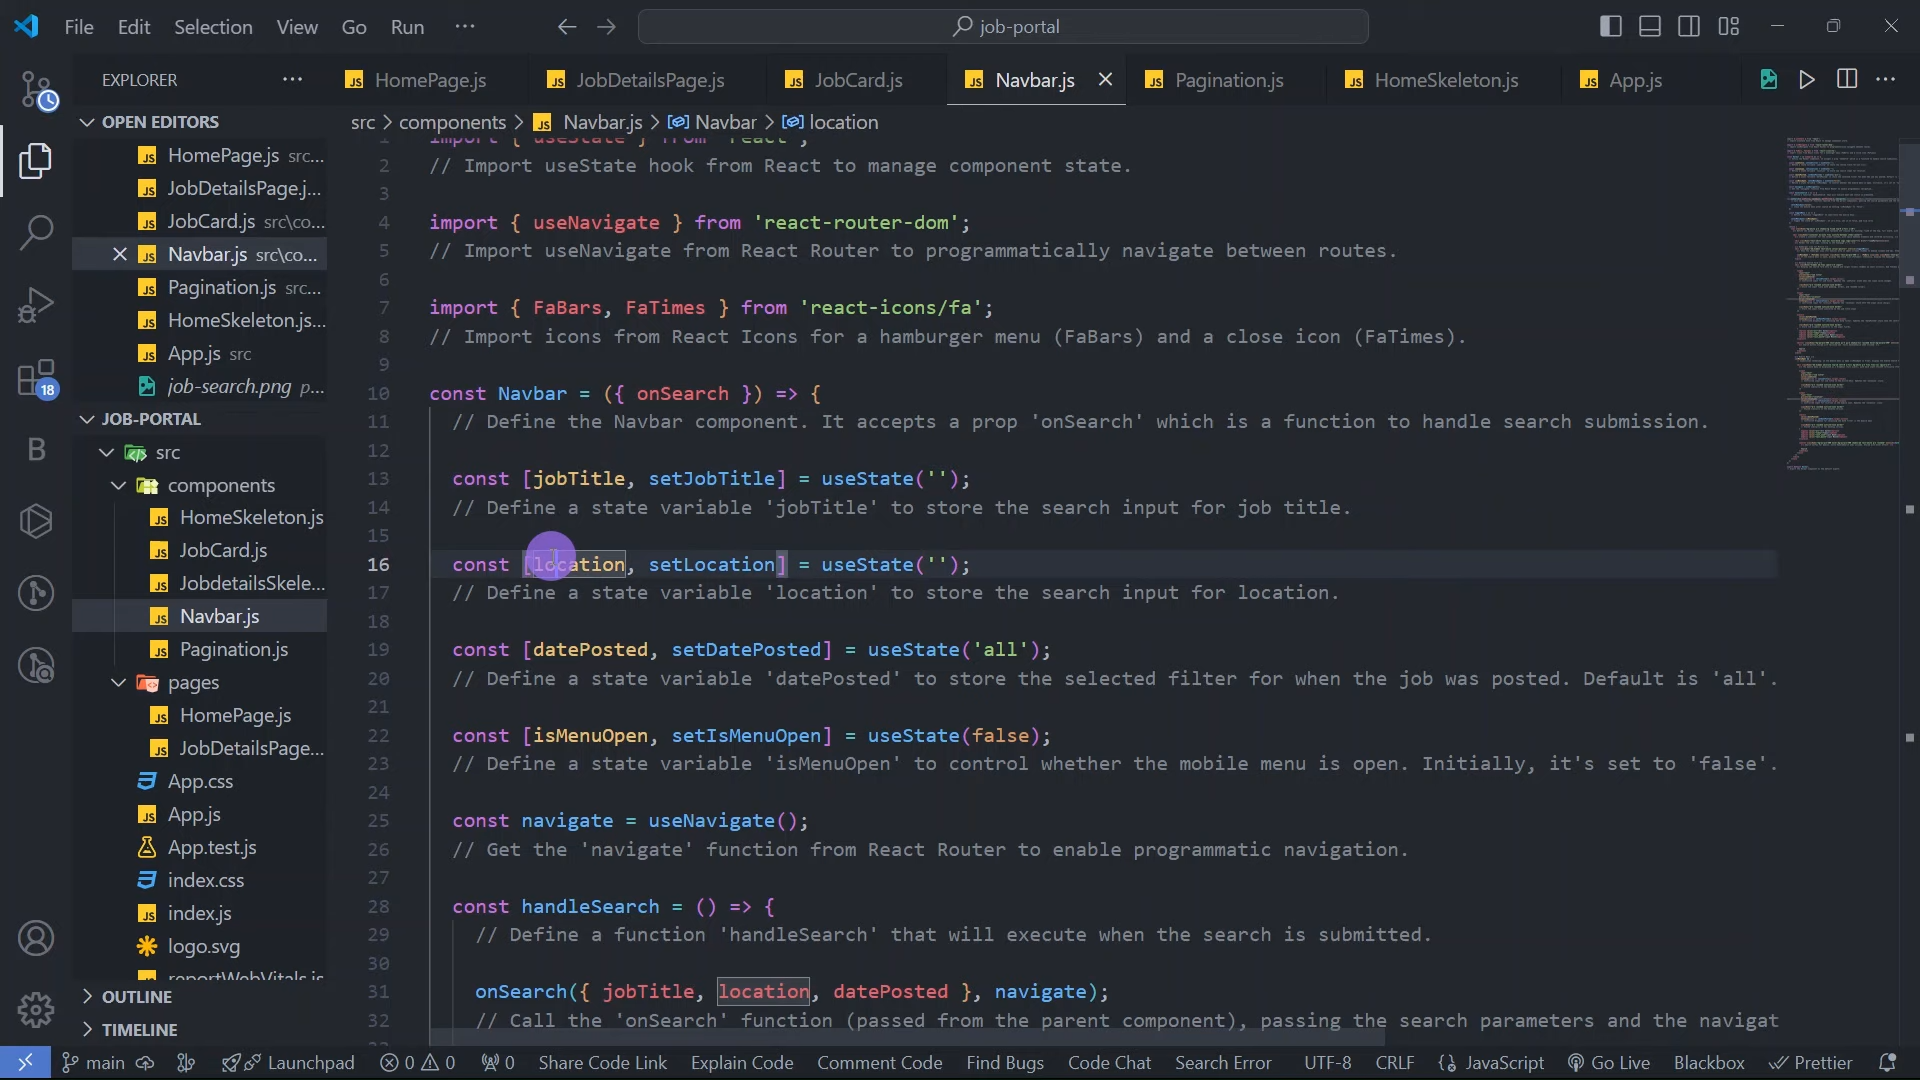 File Edit Selection View Go Run ··· job-portal
EXPLORER ··· HomePage.js JobDetailsPage.js JobCard.js Navbar.js Pagination.js HomeSkeleton.js App.js
OPEN EDITORS
HomePage.js src...
JobDetailsPage.j...
JobCard.js src\co...
Navbar.js src\co...
Pagination.js src...
HomeSkeleton.js...
App.js src
job-search.png p...
JOB-PORTAL
src
components
HomeSkeleton.js
JobCard.js
JobdetailsSkele...
Navbar.js
Pagination.js
pages
HomePage.js
JobDetailsPage...
App.css
App.js
App.test.js
index.css
index.js
logo.svg
reportWebVitals.js
OUTLINE
TIMELINE
18
B
src > components > Navbar.js > Navbar > location
1 import { useState } from 'react';
2 // Import useState hook from React to manage component state.
3
4 import { useNavigate } from 'react-router-dom';
5 // Import useNavigate from React Router to programmatically navigate between routes.
6
7 import { FaBars, FaTimes } from 'react-icons/fa';
8 // Import icons from React Icons for a hamburger menu (FaBars) and a close icon (FaTimes).
9
10 const Navbar = ({ onSearch }) => {
11 // Define the Navbar component. It accepts a prop 'onSearch' which is a function to handle search submission.
12
13 const [jobTitle, setJobTitle] = useState('');
14 // Define a state variable 'jobTitle' to store the search input for job title.
15
16 const [location, setLocation] = useState('');
17 // Define a state variable 'location' to store the search input for location.
18
19 const [datePosted, setDatePosted] = useState('all');
20 // Define a state variable 'datePosted' to store the selected filter for when the job was posted. Default is 'all'.
21
22 const [isMenuOpen, setIsMenuOpen] = useState(false);
23 // Define a state variable 'isMenuOpen' to control whether the mobile menu is open. Initially, it's set to 'false'.
24
25 const navigate = useNavigate();
26 // Get the 'navigate' function from React Router to enable programmatic navigation.
27
28 const handleSearch = () => {
29 // Define a function 'handleSearch' that will execute when the search is submitted.
30
31 onSearch({ jobTitle, location, datePosted }, navigate);
32 // Call the 'onSearch' function (passed from the parent component), passing the search parameters and the navigat
main Launchpad 0 0 0 Share Code Link Explain Code Comment Code Find Bugs Code Chat Search Error UTF-8 CRLF {} JavaScript Go Live Blackbox Prettier